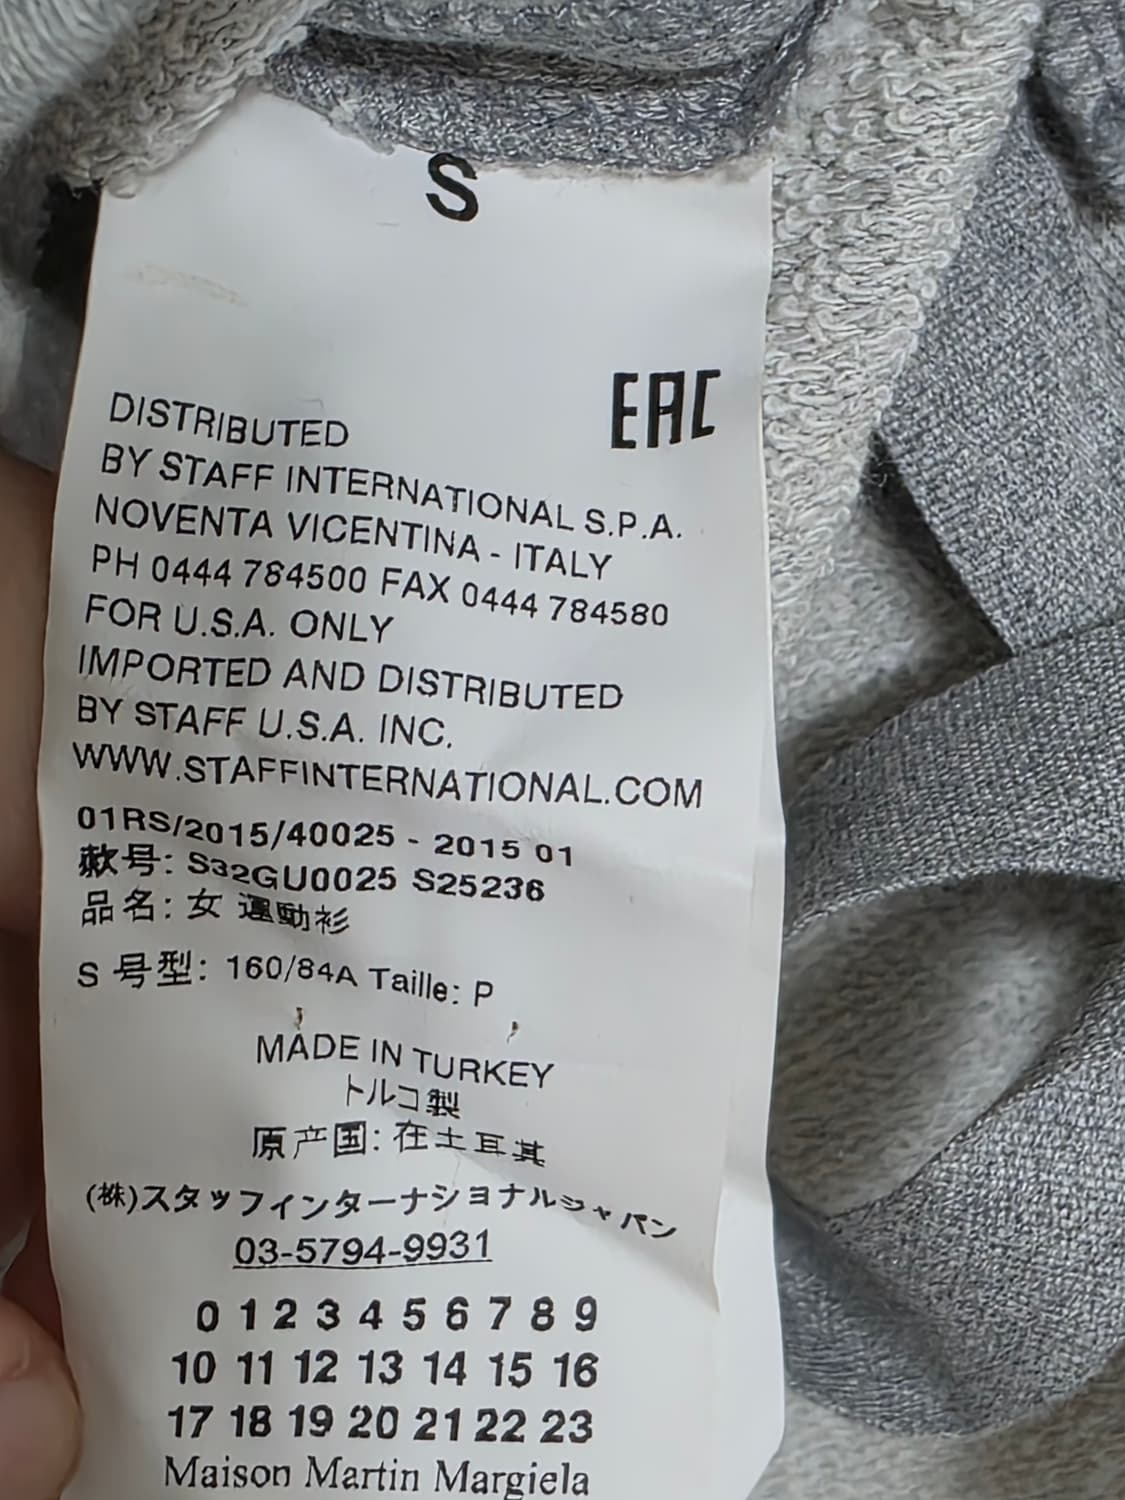 S
EAC
DISTRIBUTED
BY STAFF INTERNATIONAL S.P.A.
NOVENTA VICENTINA - ITALY
PH 0444 784500 FAX 0444 784580
FOR U.S.A. ONLY
IMPORTED AND DISTRIBUTED
BY STAFF U.S.A. INC.
WWW.STAFFINTERNATIONAL.COM
01RS/2015/40025 - 2015 01
款号: S32GU0025 S25236
品名: 女 運動衫
S 号型: 160/84A Taille: P
MADE IN TURKEY
トルコ製
原产国: 在土耳其
(株)スタッフインターナショナルジャパン
03-5794-9931
0 1 2 3 4 5 6 7 8 9
10 11 12 13 14 15 16
17 18 19 20 21 22 23
Maison Martin Margiela